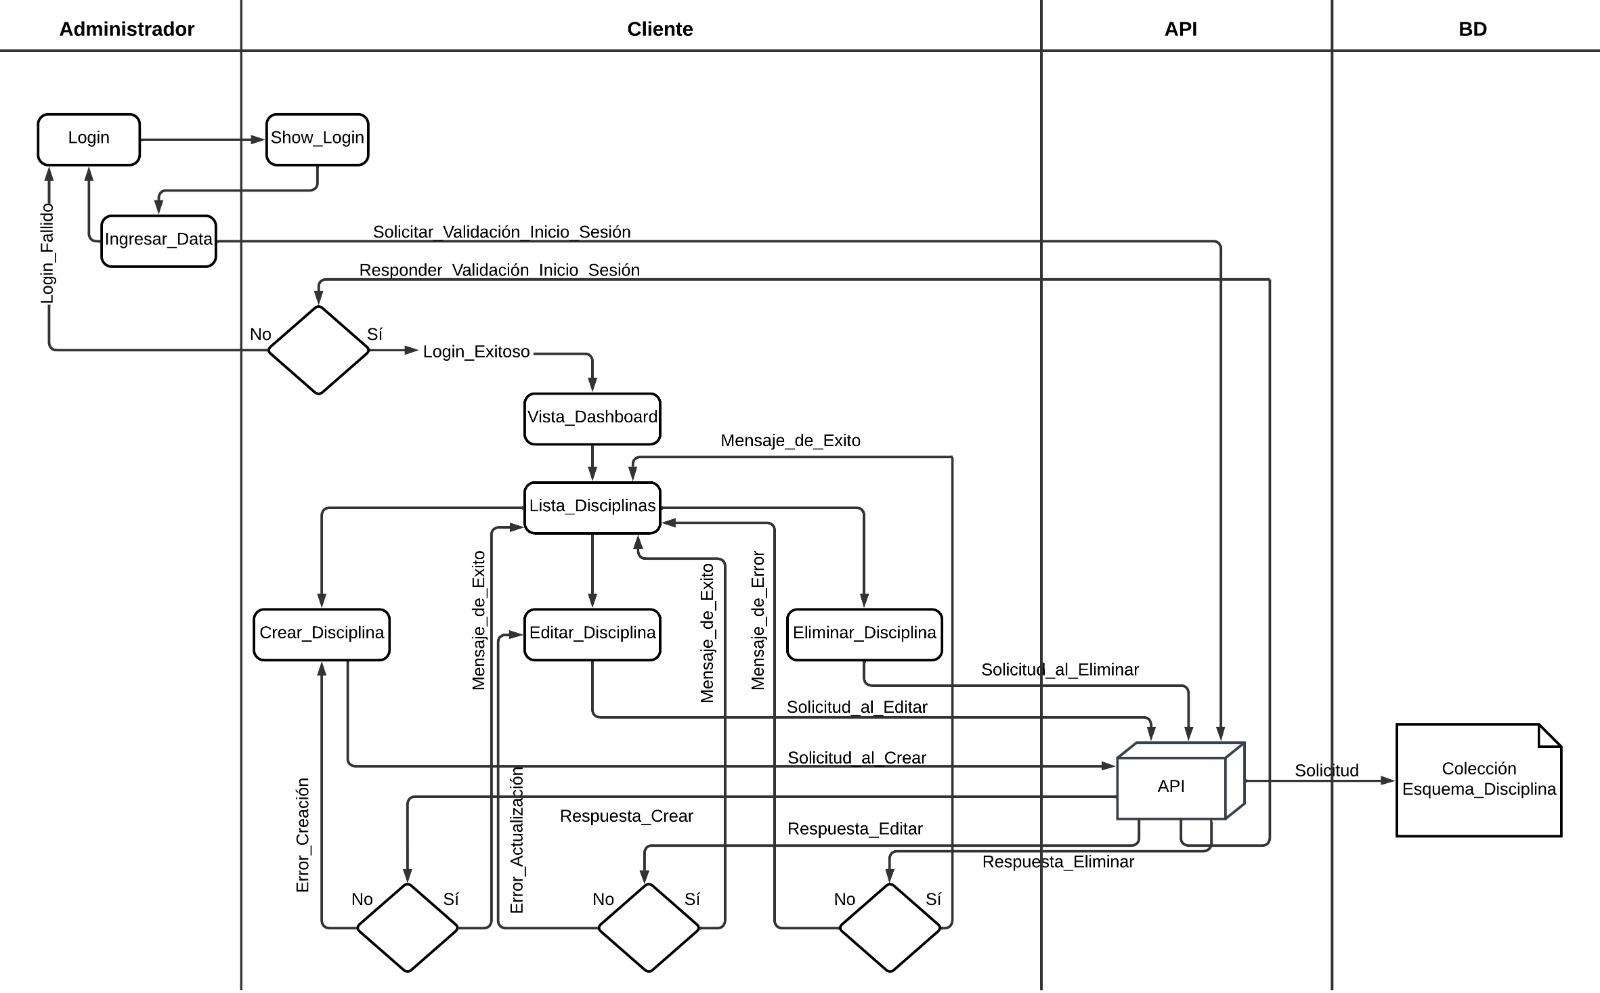 Administrador
Cliente
API
BD
Login
Show_Login
Login_Fallido
Ingresar_Data
Solicitar_Validación_Inicio_Sesión
Responder_Validación_Inicio_Sesión
No
Sí
Login_Exitoso
Vista_Dashboard
Mensaje_de_Exito
Lista_Disciplinas
Mensaje_de_Exito
Mensaje_de_Exito
Mensaje_de_Error
Crear_Disciplina
Editar_Disciplina
Eliminar_Disciplina
Solicitud_al_Eliminar
Solicitud_al_Editar
Solicitud_al_Crear
API
Solicitud
Colección
Esquema_Disciplina
Error_Creación
Error_Actualización
Respuesta_Crear
Respuesta_Editar
Respuesta_Eliminar
No
Sí
No
Sí
No
Sí